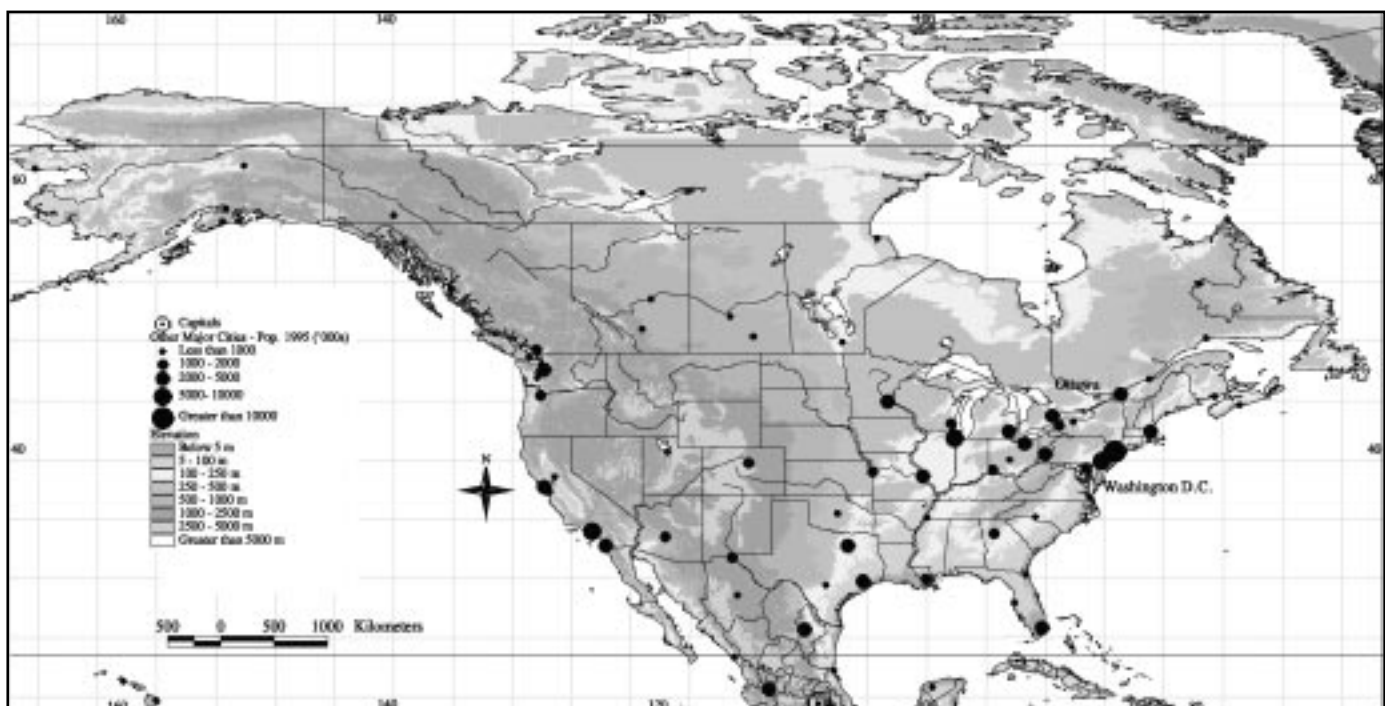 160 140 120 100
60
Capitals
Other Major Cities - Pop. 1995 ('000s)
Less than 1000
1000 - 2000
2000 - 5000
5000 - 10000
Greater than 10000
Elevation
Below 5 m
5 - 100 m
100 - 250 m
250 - 500 m
500 - 1000 m
1000 - 2500 m
2500 - 5000 m
Greater than 5000 m
Ottawa
40 40
N
Washington D.C.
500 0 500 1000 Kilometers
160 140 120 100